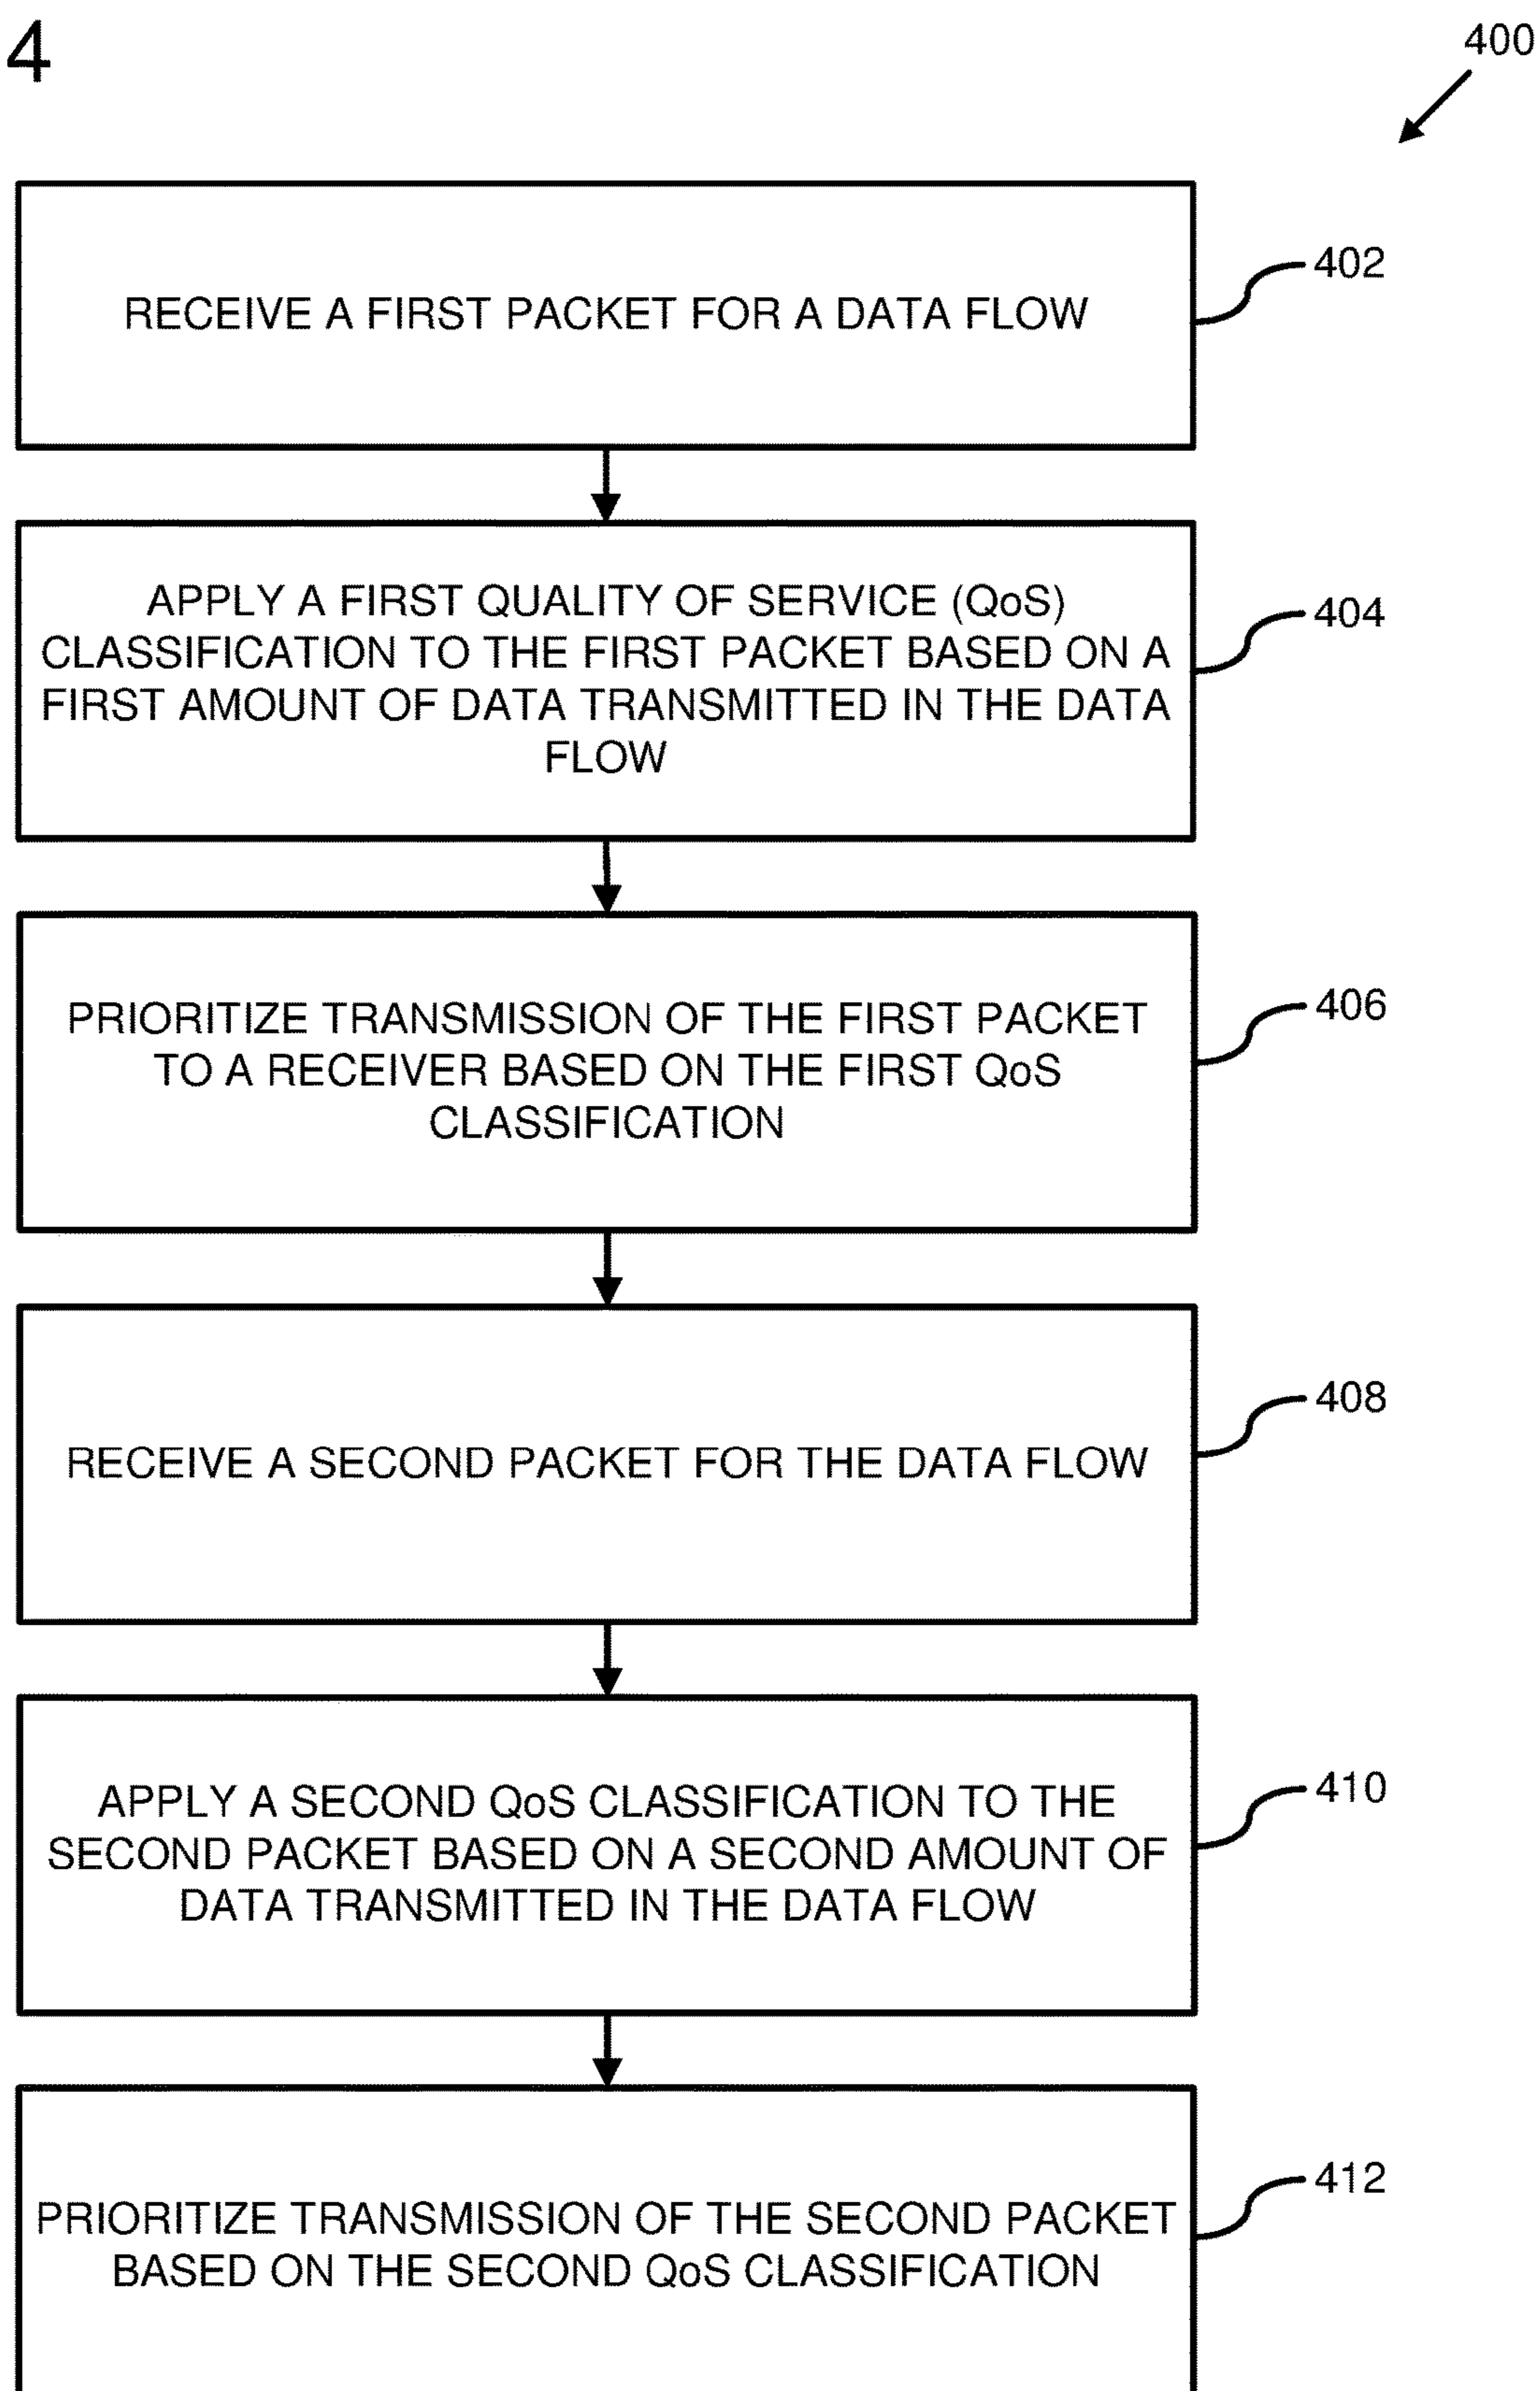 4
400
RECEIVE A FIRST PACKET FOR A DATA FLOW
402
APPLY A FIRST QUALITY OF SERVICE (QoS)
CLASSIFICATION TO THE FIRST PACKET BASED ON A
FIRST AMOUNT OF DATA TRANSMITTED IN THE DATA
FLOW
404
PRIORITIZE TRANSMISSION OF THE FIRST PACKET
TO A RECEIVER BASED ON THE FIRST QoS
CLASSIFICATION
406
RECEIVE A SECOND PACKET FOR THE DATA FLOW
408
APPLY A SECOND QoS CLASSIFICATION TO THE
SECOND PACKET BASED ON A SECOND AMOUNT OF
DATA TRANSMITTED IN THE DATA FLOW
410
PRIORITIZE TRANSMISSION OF THE SECOND PACKET
BASED ON THE SECOND QoS CLASSIFICATION
412